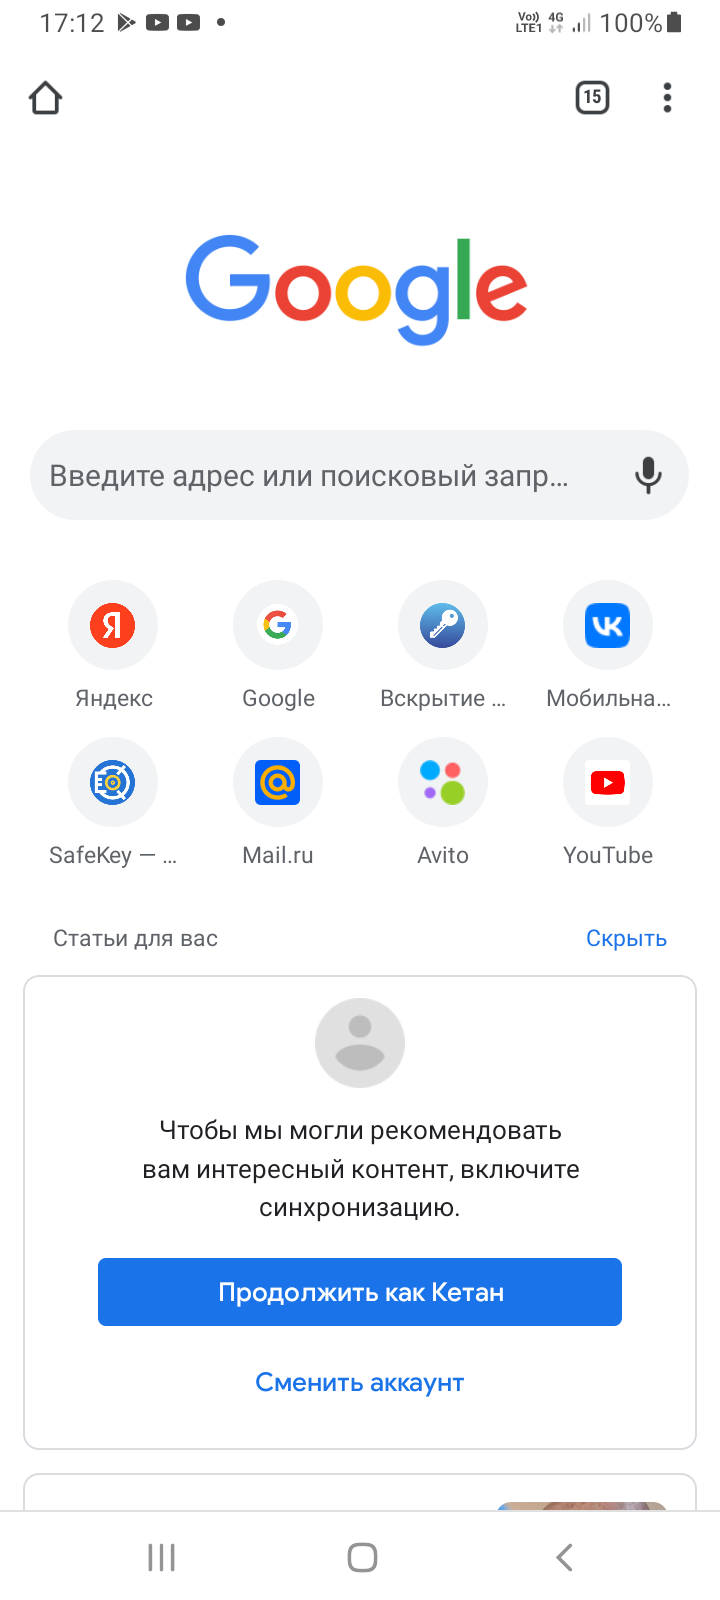 17:12
Vo)) LTE1 4G 100%
15
Google
Введите адрес или поисковый запр...
Яндекс Google Вскрытие ... Мобильна...
SafeKey — ... Mail.ru Avito YouTube
Статьи для вас Скрыть
Чтобы мы могли рекомендовать
вам интересный контент, включите
синхронизацию.
Продолжить как Кетан
Сменить аккаунт